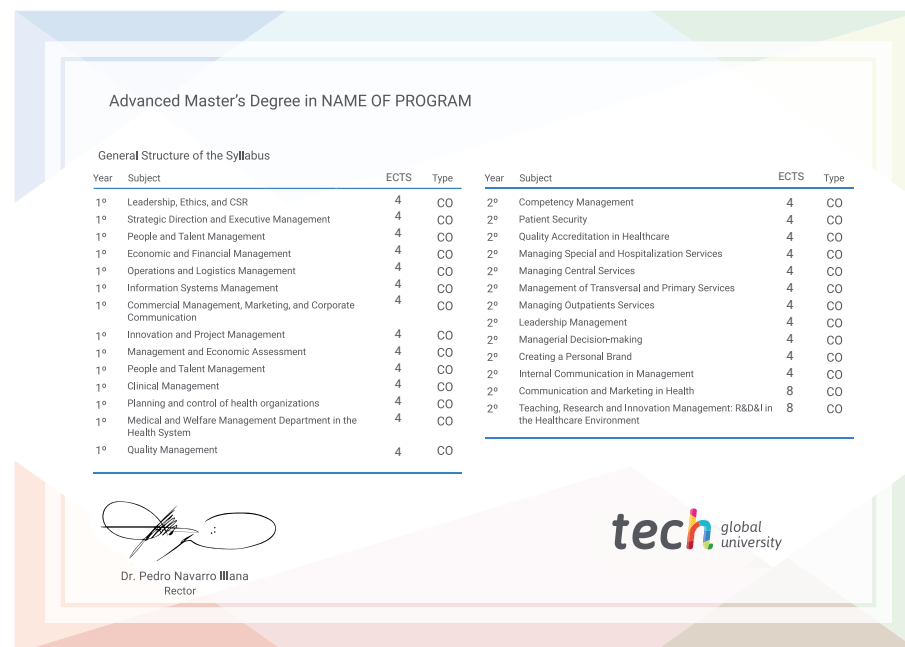 Advanced Master's Degree in NAME OF PROGRAM
General Structure of the Syllabus
Year Subject ECTS Type
1º Leadership, Ethics, and CSR 4 CO
1º Strategic Direction and Executive Management 4 CO
1º People and Talent Management 4 CO
1º Economic and Financial Management 4 CO
1º Operations and Logistics Management 4 CO
1º Information Systems Management 4 CO
1º Commercial Management, Marketing, and Corporate 4 CO
Communication
1º Innovation and Project Management 4 CO
1º Management and Economic Assessment 4 CO
1º People and Talent Management 4 CO
1º Clinical Management 4 CO
1º Planning and control of health organizations 4 CO
1º Medical and Welfare Management Department in the 4 CO
Health System
1º Quality Management 4 CO
Year Subject ECTS Type
2º Competency Management 4 CO
2º Patient Security 4 CO
2º Quality Accreditation in Healthcare 4 CO
2º Managing Special and Hospitalization Services 4 CO
2º Managing Central Services 4 CO
2º Management of Transversal and Primary Services 4 CO
2º Managing Outpatients Services 4 CO
2º Leadership Management 4 CO
2º Managerial Decision-making 4 CO
2º Creating a Personal Brand 4 CO
2º Internal Communication in Management 4 CO
2º Communication and Marketing in Health 8 CO
2º Teaching, Research and Innovation Management: R&D&I in 8 CO
the Healthcare Environment
Dr. Pedro Navarro Illana
Rector
tech global
university